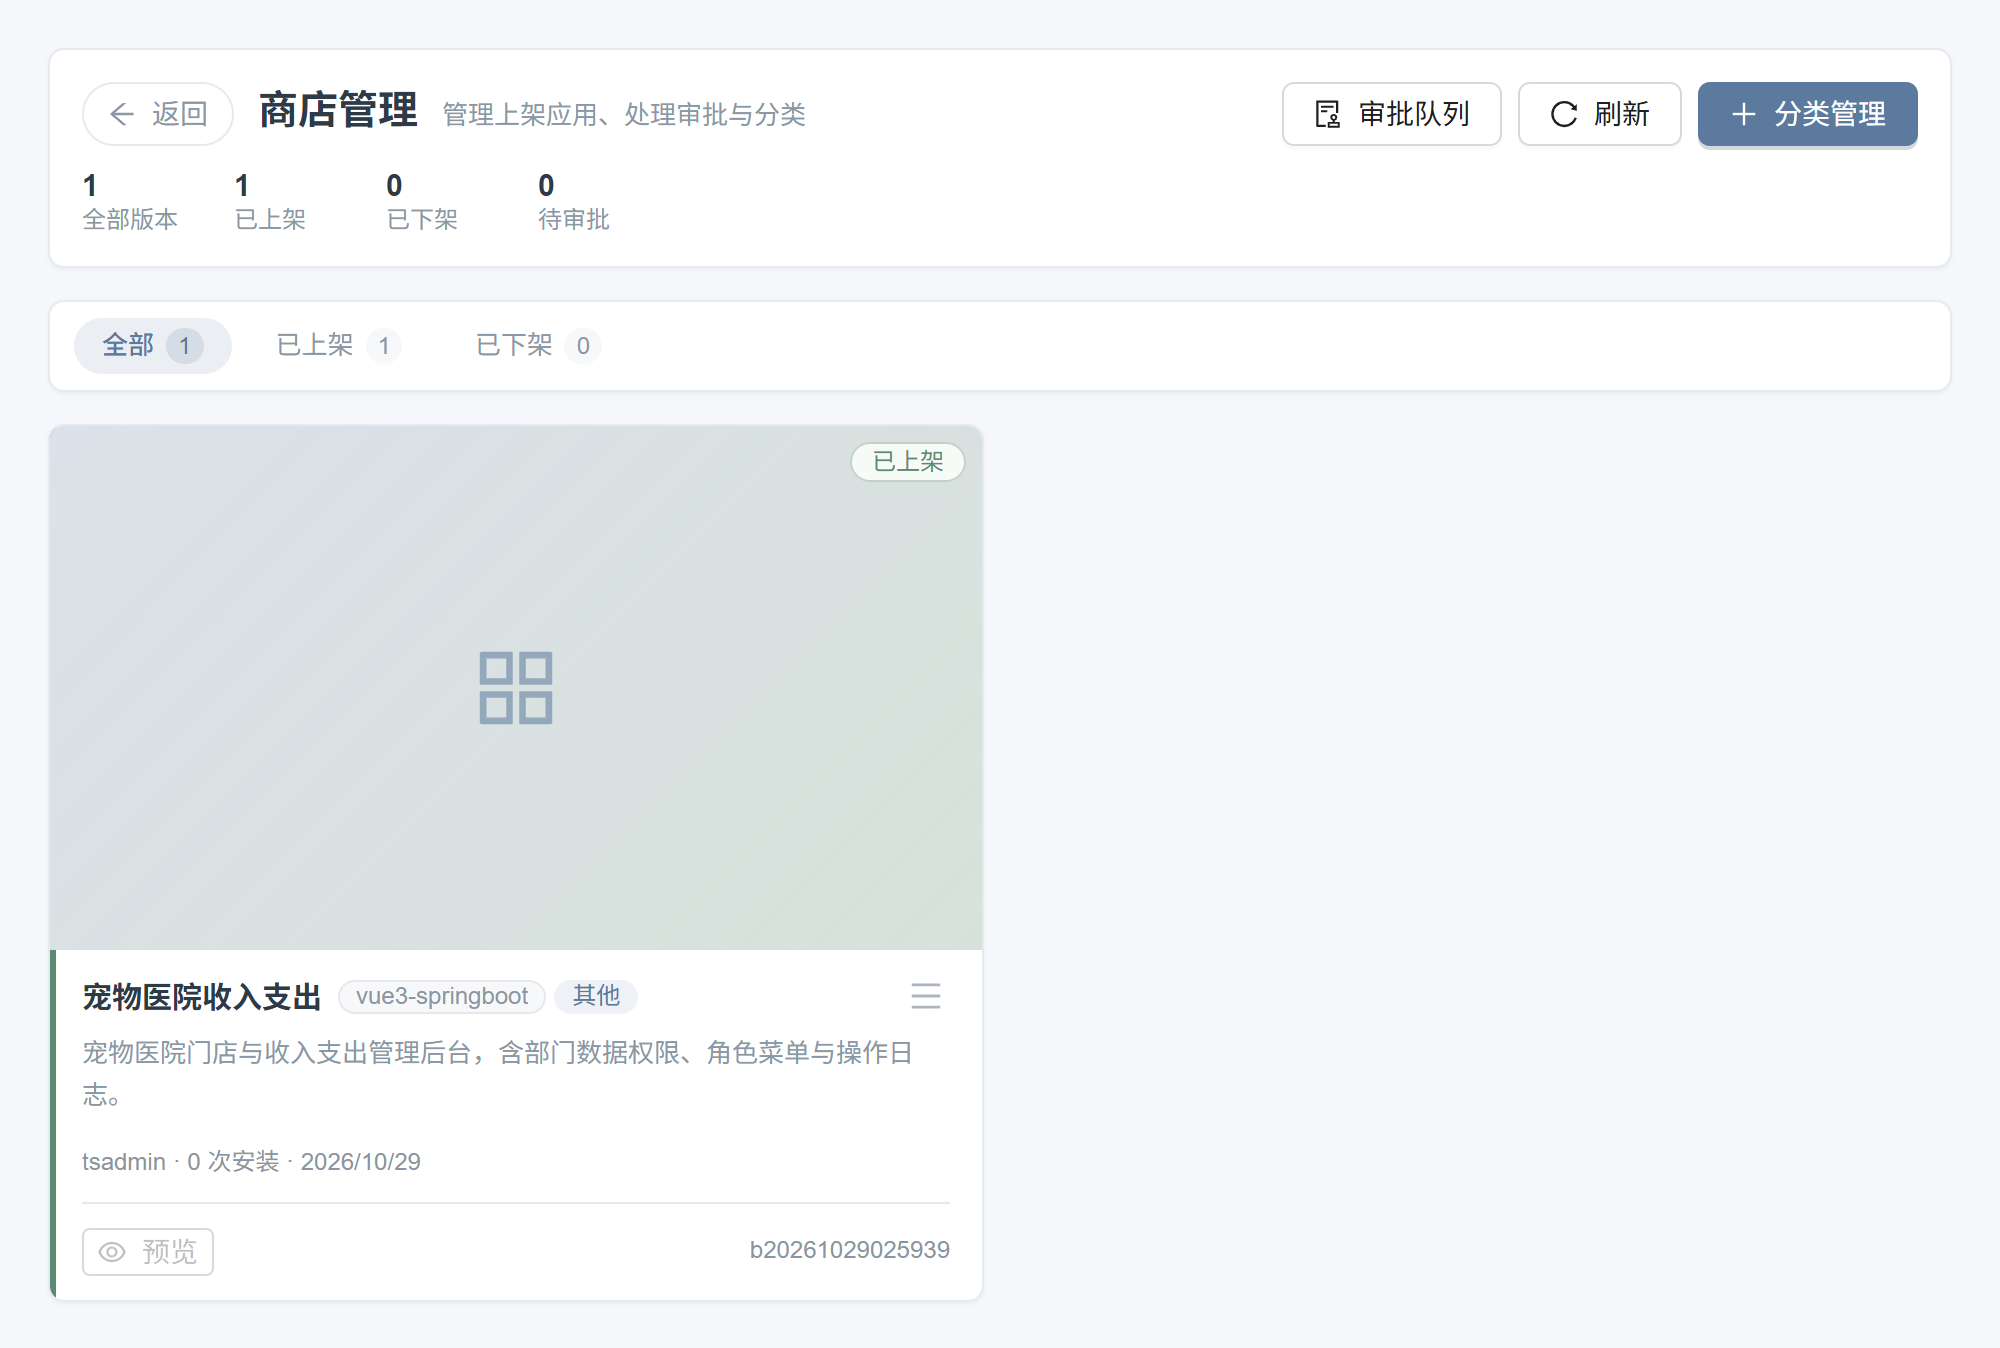 返回
商店管理 管理上架应用、处理审批与分类
审批队列
刷新
分类管理
1 1 0 0
全部版本 已上架 已下架 待审批
全部 1 已上架 1 已下架 0
已上架
宠物医院收入支出 vue3-springboot 其他
宠物医院门店与收入支出管理后台，含部门数据权限、角色菜单与操作日
志。
tsadmin · 0 次安装 · 2026/10/29
预览 b20261029025939